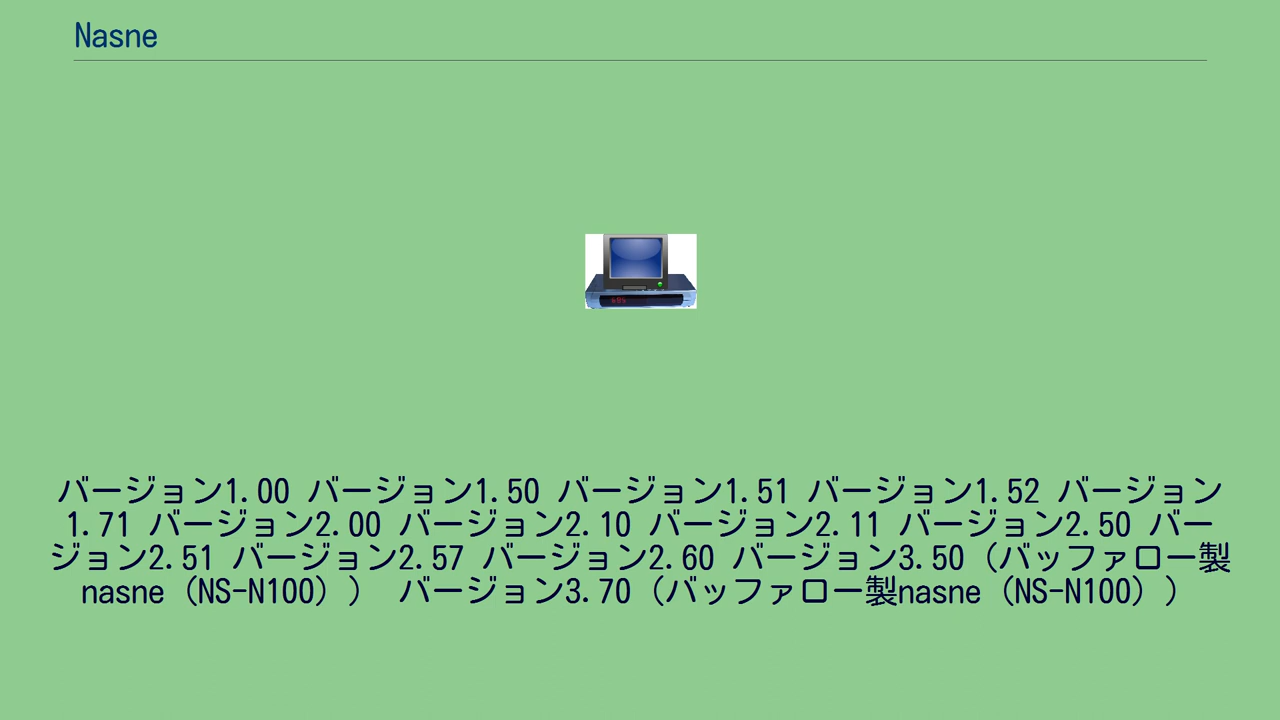 Nasne
バージョン1.00 バージョン1.50 バージョン1.51 バージョン1.52 バージョン
1.71 バージョン2.00 バージョン2.10 バージョン2.11 バージョン2.50 バー
ジョン2.51 バージョン2.57 バージョン2.60 バージョン3.50（バッファロー製
nasne（NS-N100）） バージョン3.70（バッファロー製nasne（NS-N100））